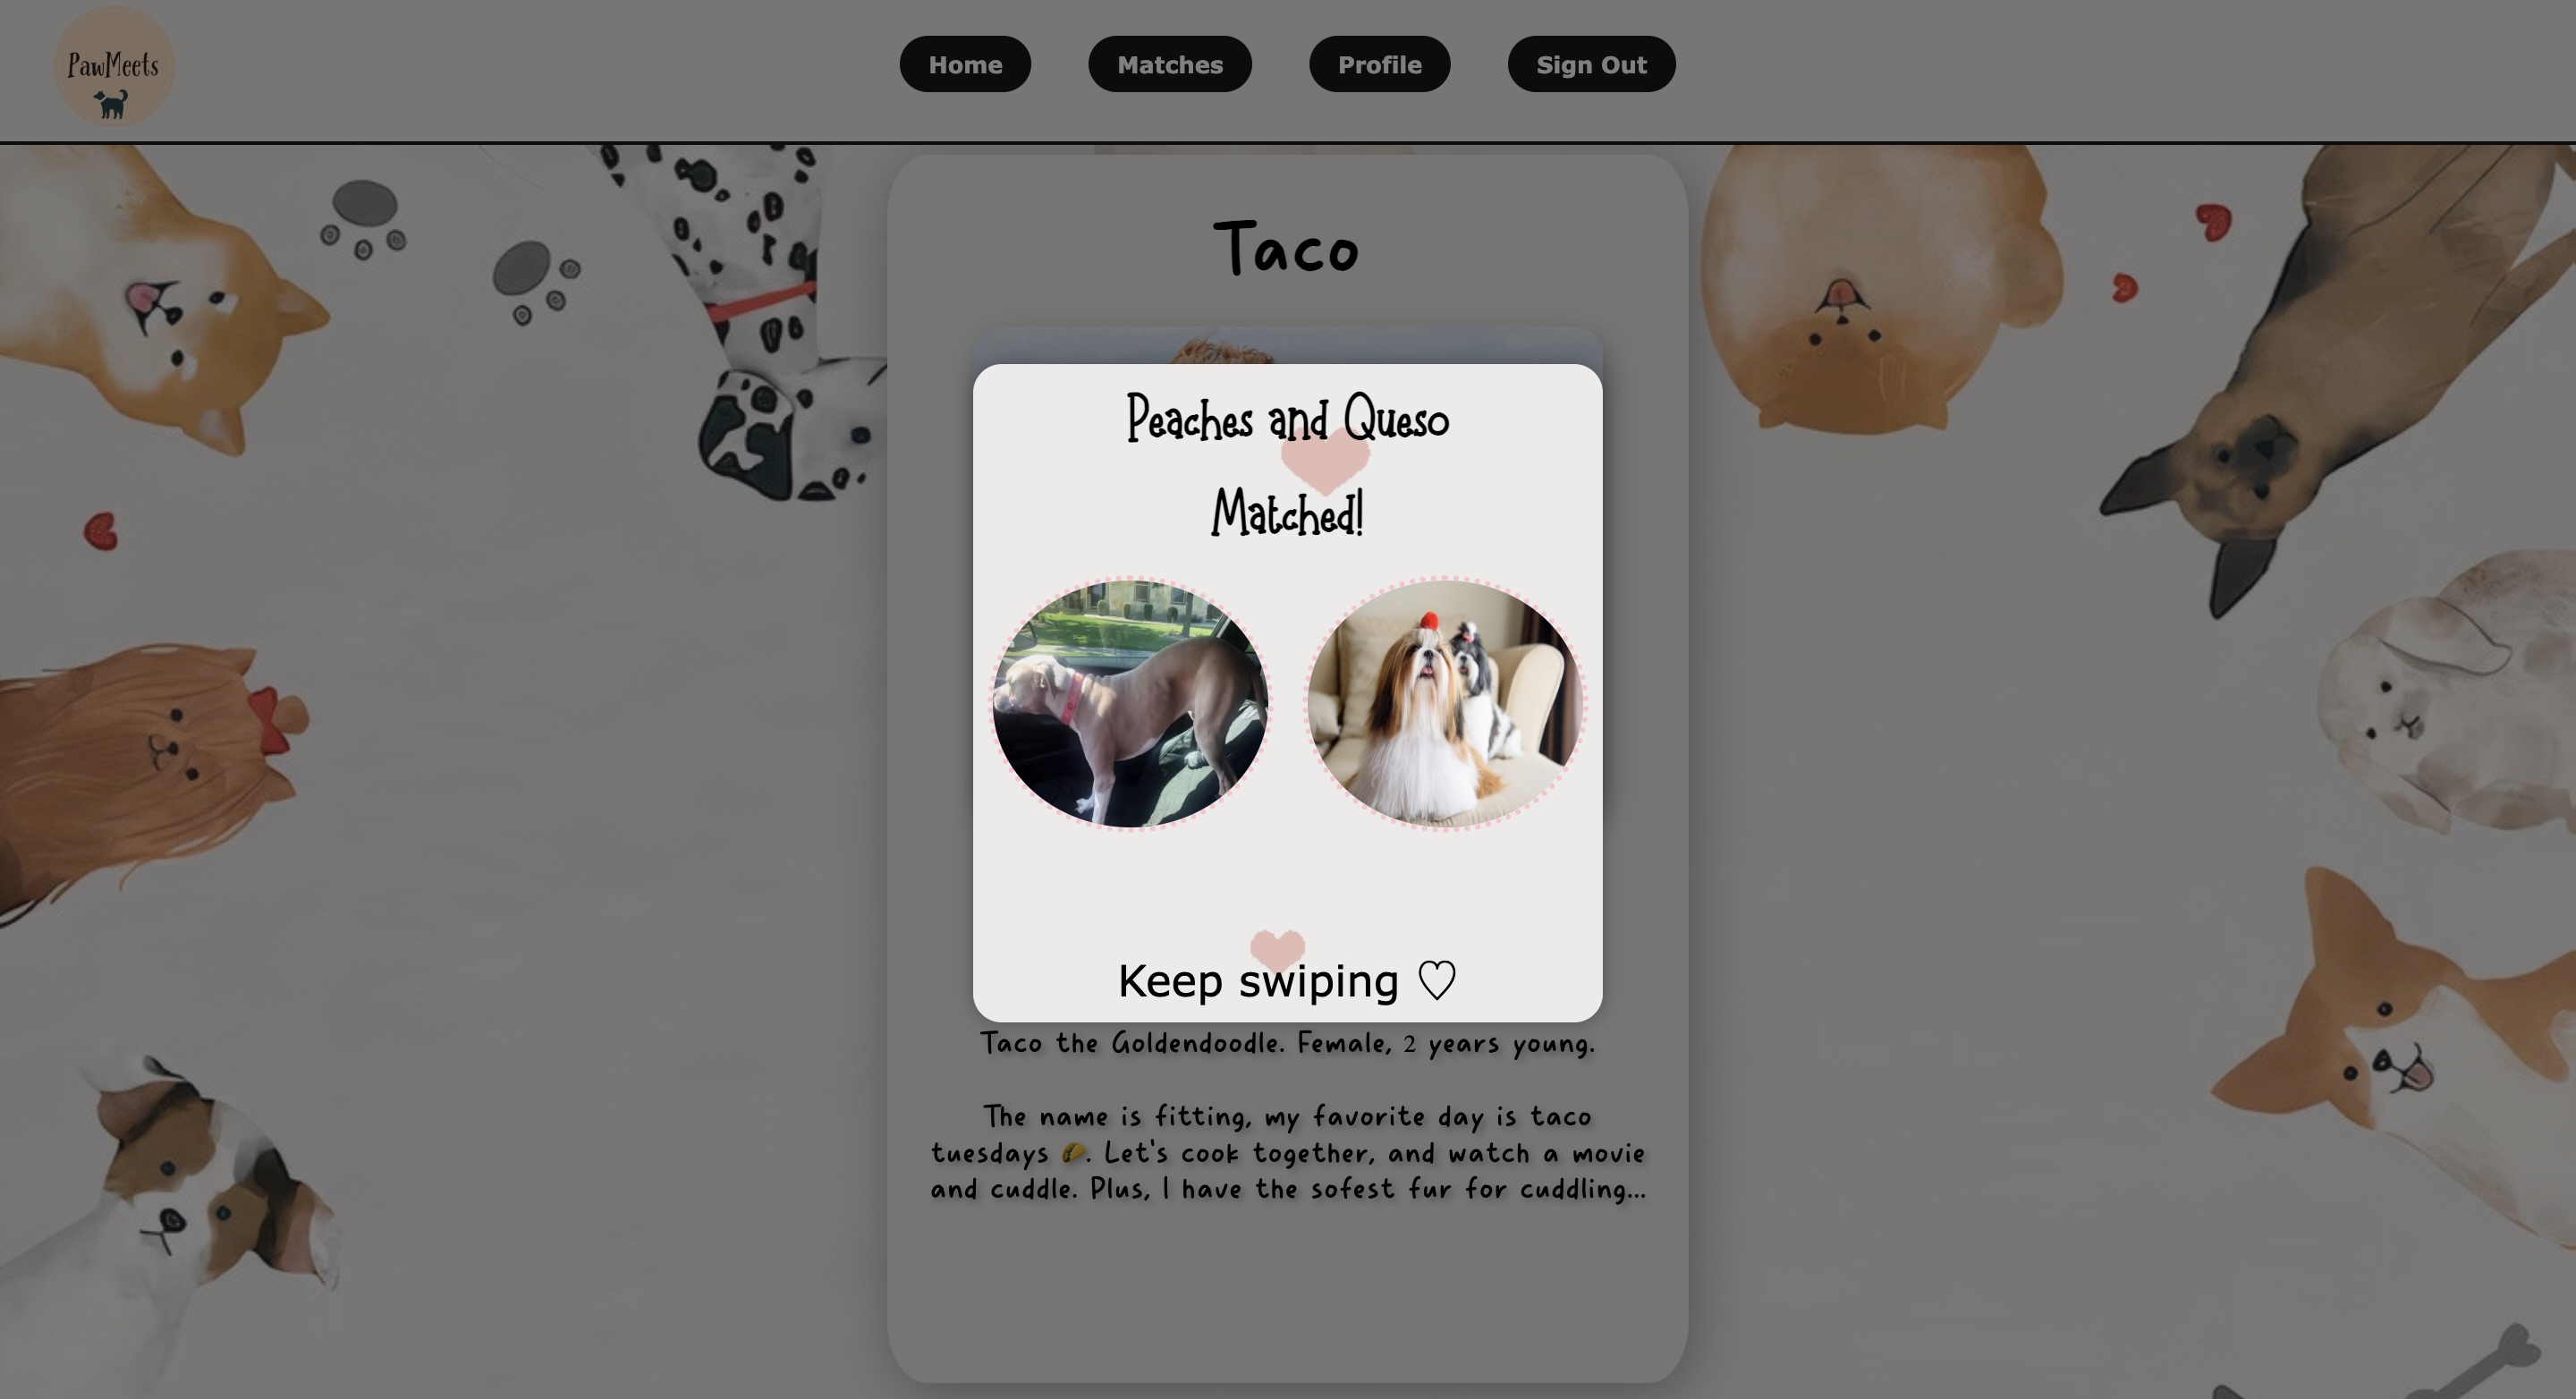 PawMeets
Home
Matches
Profile
Sign Out
Taco
Peaches and Queso
Matched!
Keep swiping ♡
Taco the Goldendoodle. Female, 2 years young.
The name is fitting, my favorite day is taco
tuesdays 🌮. Let's cook together, and watch a movie
and cuddle. Plus, I have the sofest fur for cuddling...